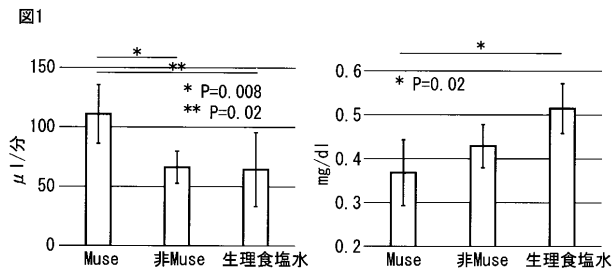 図1
*
**
150
* P=0.008
** P=0.02
100
μl/分
50
0
Muse
非Muse
生理食塩水
*
0.6
* P=0.02
0.5
mg/dl
0.4
0.3
0.2
Muse
非Muse
生理食塩水